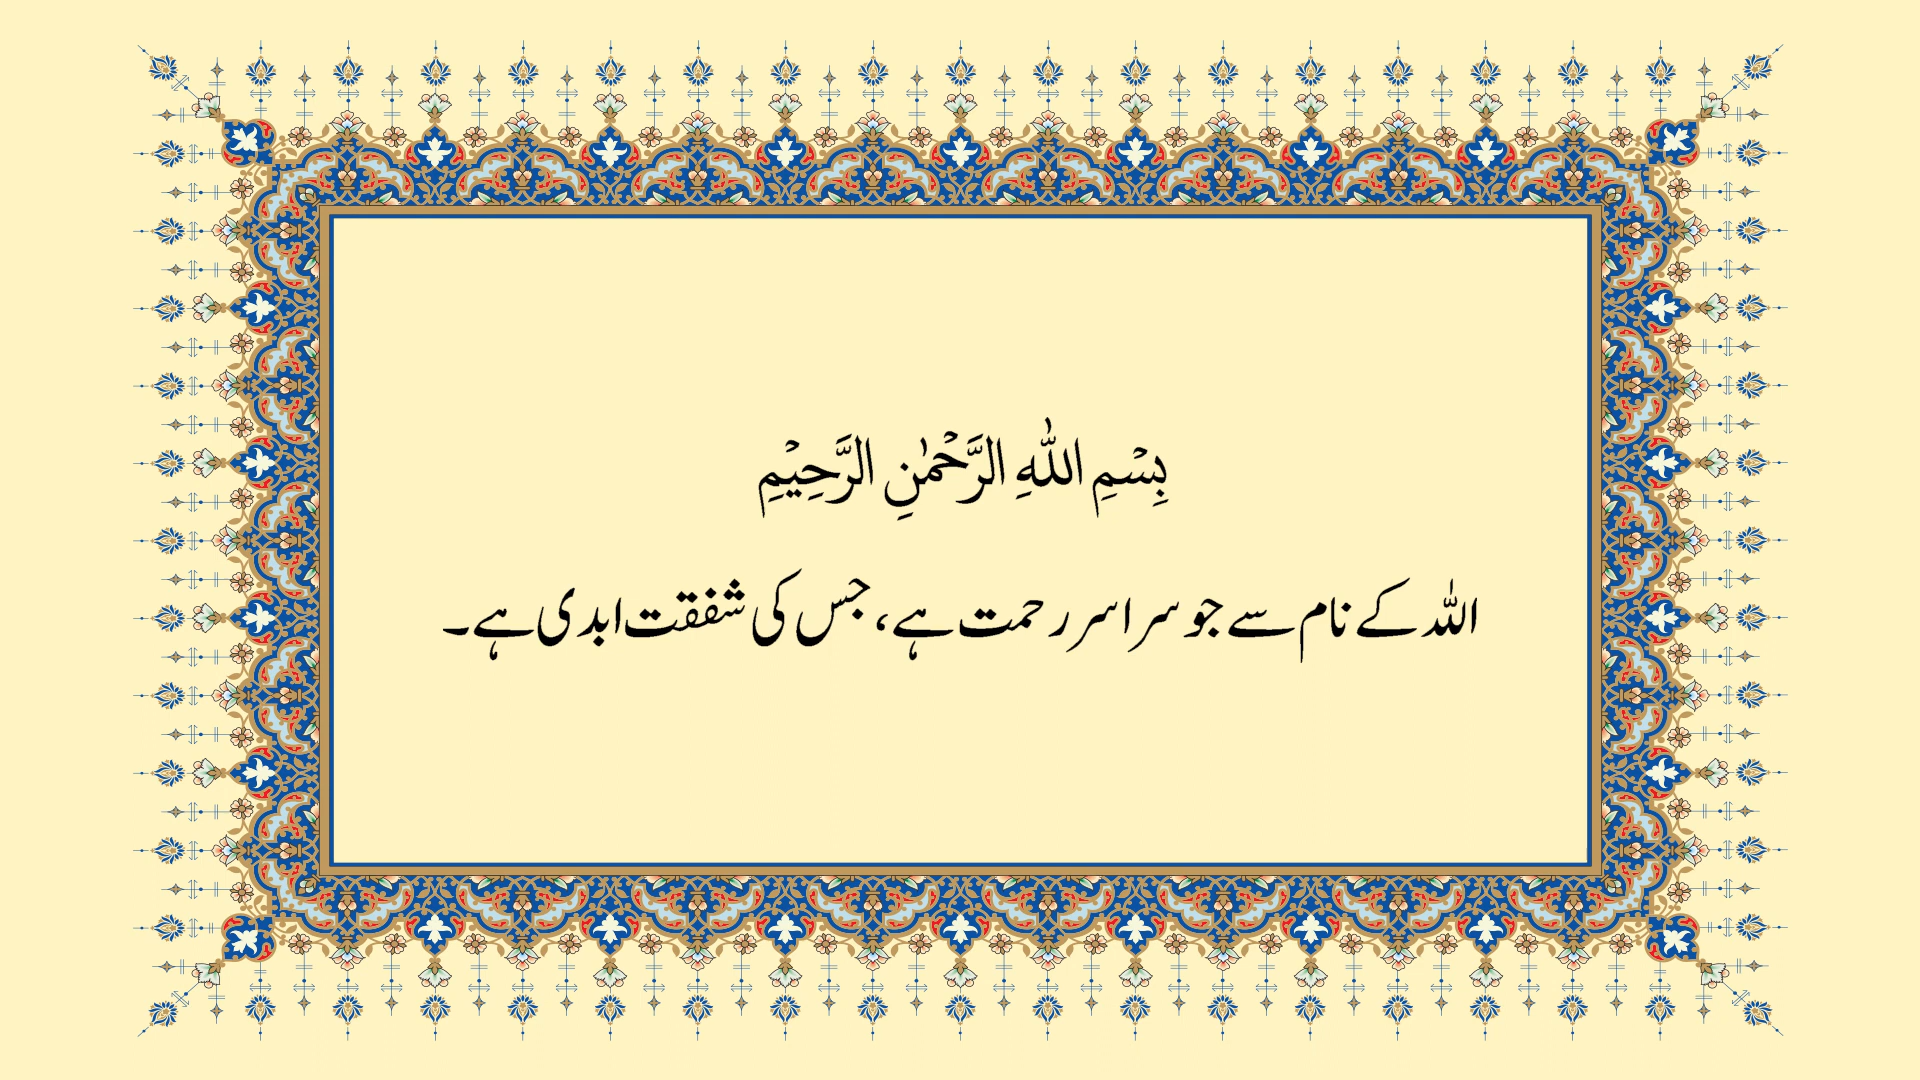 بِسْمِ اللّٰهِ الرَّحْمٰنِ الرَّحِيْمِ
اللہ کے نام سے جو سراسر رحمت ہے، جس کی شفقت ابدی ہے۔